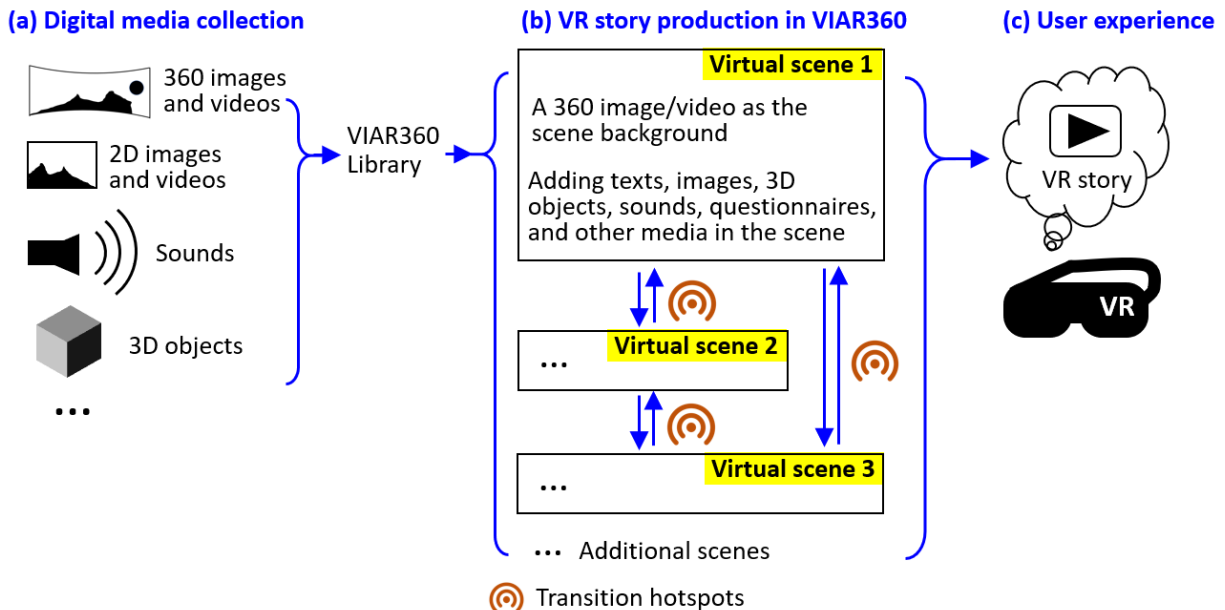 (a) Digital media collection
360 images
and videos
2D images
and videos
Sounds
3D objects
...
VIAR360
Library
(b) VR story production in VIAR360
Virtual scene 1
A 360 image/video as the
scene background
Adding texts, images, 3D
objects, sounds, questionnaires,
and other media in the scene
Virtual scene 2
...
Virtual scene 3
...
... Additional scenes
Transition hotspots
(c) User experience
VR story
VR